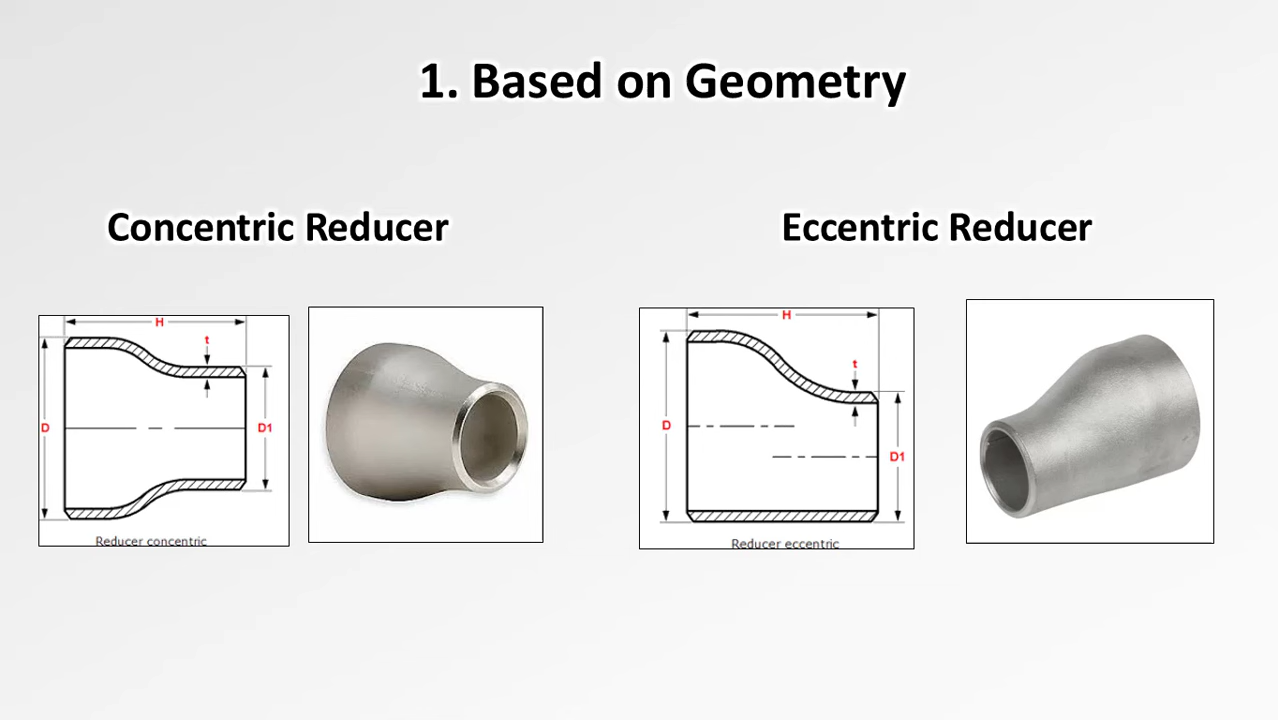 1. Based on Geometry
Concentric Reducer
Eccentric Reducer
H
t
D
D1
Reducer concentric
H
t
D
D1
Reducer eccentric